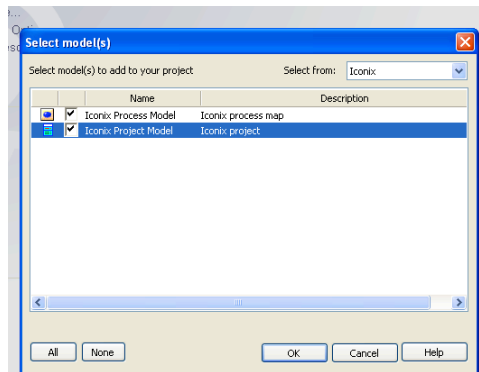 Select model(s)
Select model(s) to add to your project Select from: Iconix
Name Description
Iconix Process Model Iconix process map
Iconix Project Model Iconix project
All None OK Cancel Help